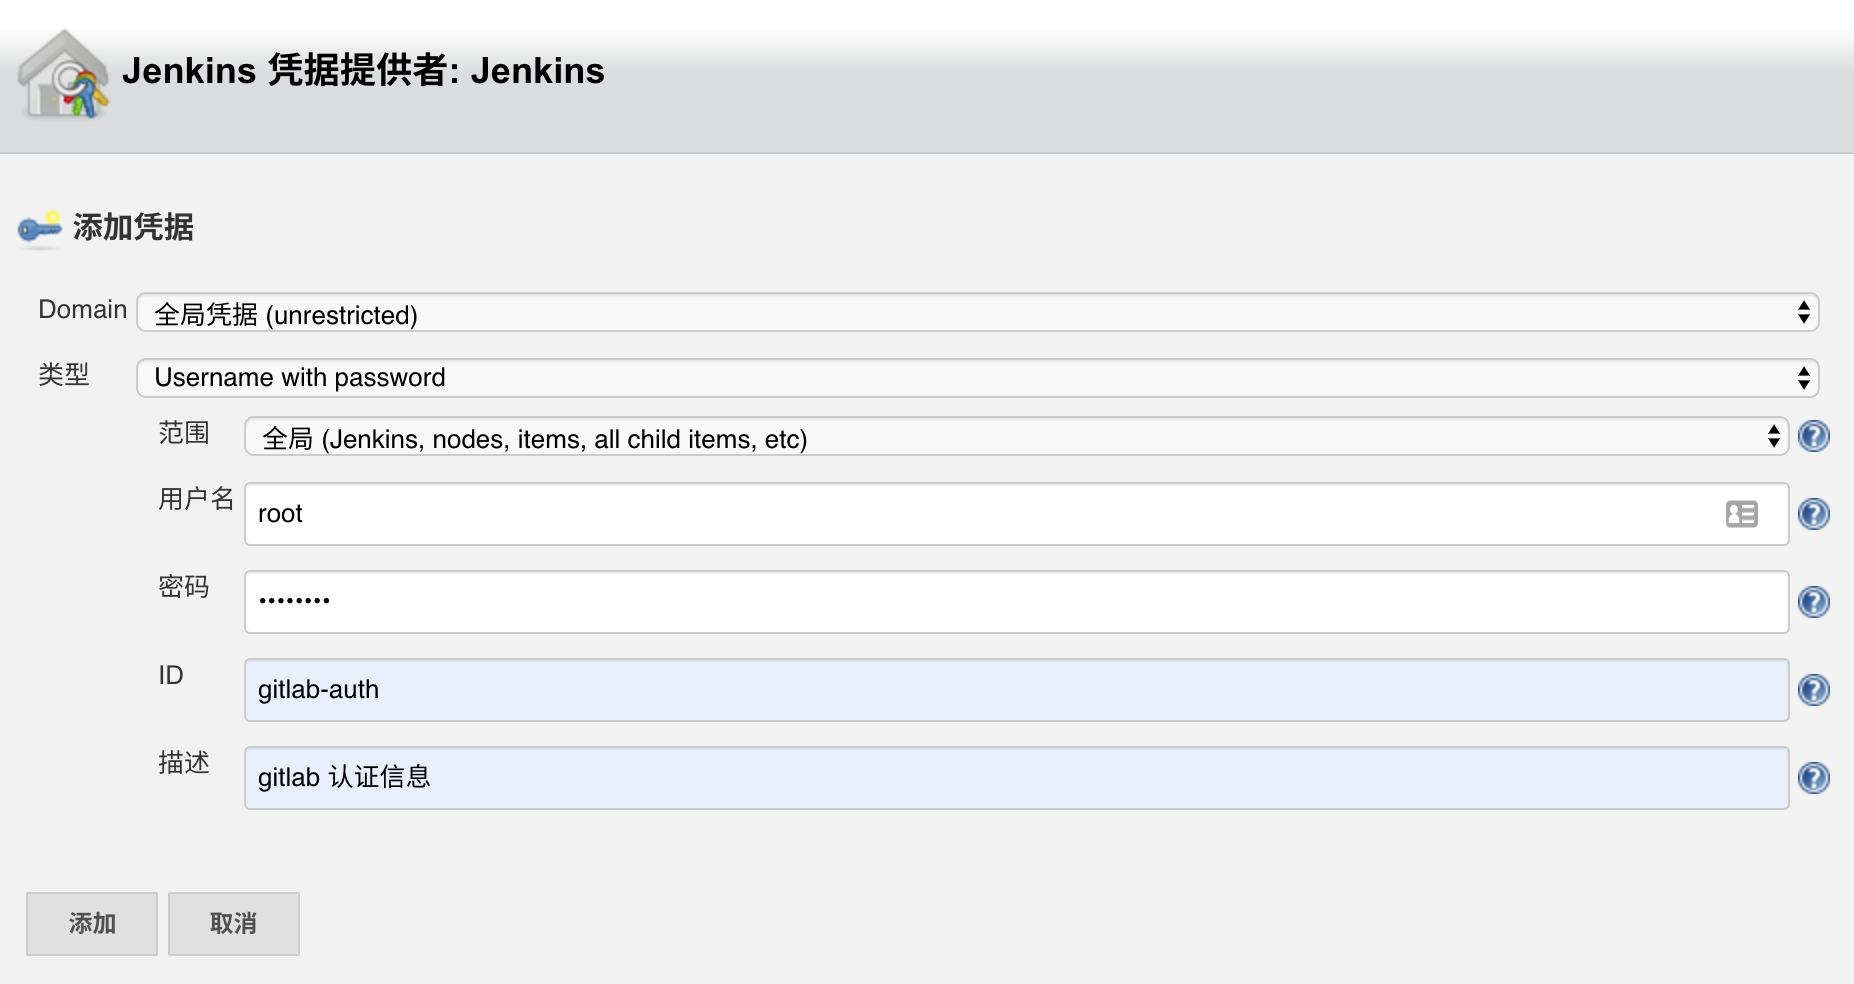 Jenkins 凭据提供者: Jenkins
添加凭据
Domain 全局凭据 (unrestricted)
类型 Username with password
范围 全局 (Jenkins, nodes, items, all child items, etc)
用户名 root
密码 ••••••••
ID gitlab-auth
描述 gitlab 认证信息
添加 取消